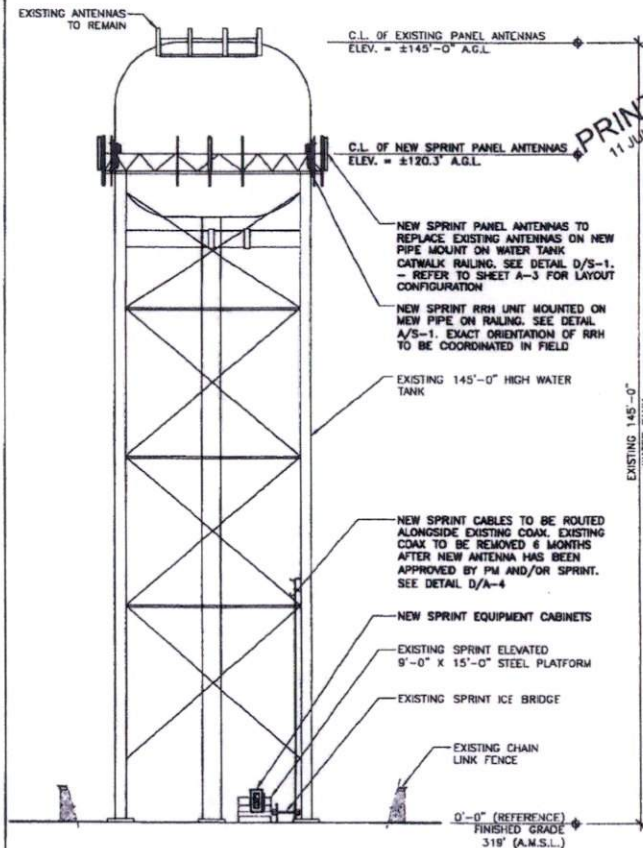 EXISTING ANTENNAS
TO REMAIN
C.L. OF EXISTING PANEL ANTENNAS
ELEV. = ±145'-0" A.G.L.
PRINT
11 JU
C.L. OF NEW SPRINT PANEL ANTENNAS
ELEV. = ±120.3' A.G.L.
NEW SPRINT PANEL ANTENNAS TO
REPLACE EXISTING ANTENNAS ON NEW
PIPE MOUNT ON WATER TANK
CATWALK RAILING. SEE DETAIL D/S-1.
- REFER TO SHEET A-3 FOR LAYOUT
CONFIGURATION
NEW SPRINT RRH UNIT MOUNTED ON
MEW PIPE ON RAILING. SEE DETAIL
A/S-1. EXACT ORIENTATION OF RRH
TO BE COORDINATED IN FIELD
EXISTING 145'-0" HIGH WATER
TANK
EXISTING 145'-0"
NEW SPRINT CABLES TO BE ROUTED
ALONGSIDE EXISTING COAX. EXISTING
COAX TO BE REMOVED 6 MONTHS
AFTER NEW ANTENNA HAS BEEN
APPROVED BY PM AND/OR SPRINT.
SEE DETAIL D/A-4
NEW SPRINT EQUIPMENT CABINETS
EXISTING SPRINT ELEVATED
9'-0" X 15'-0" STEEL PLATFORM
EXISTING SPRINT ICE BRIDGE
EXISTING CHAIN
LINK FENCE
0'-0" (REFERENCE)
FINISHED GRADE
319' (A.M.S.L.)